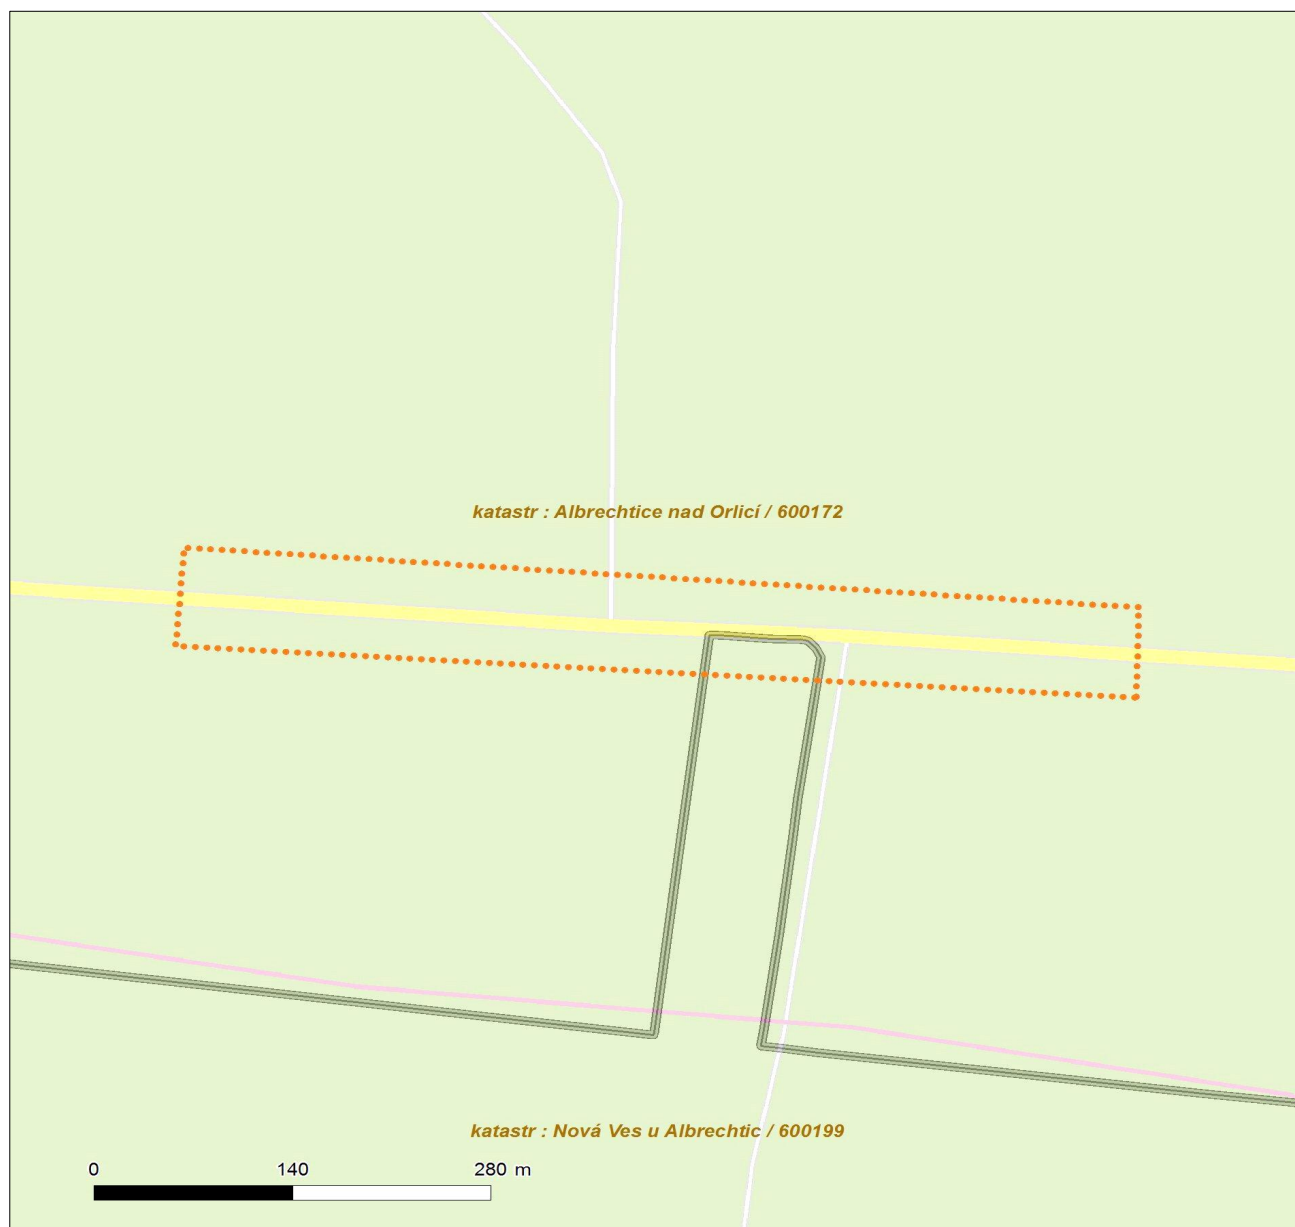 katastr : Albrechtice nad Orlicí / 600172
katastr : Nová Ves u Albrechtic / 600199
0 140 280 m